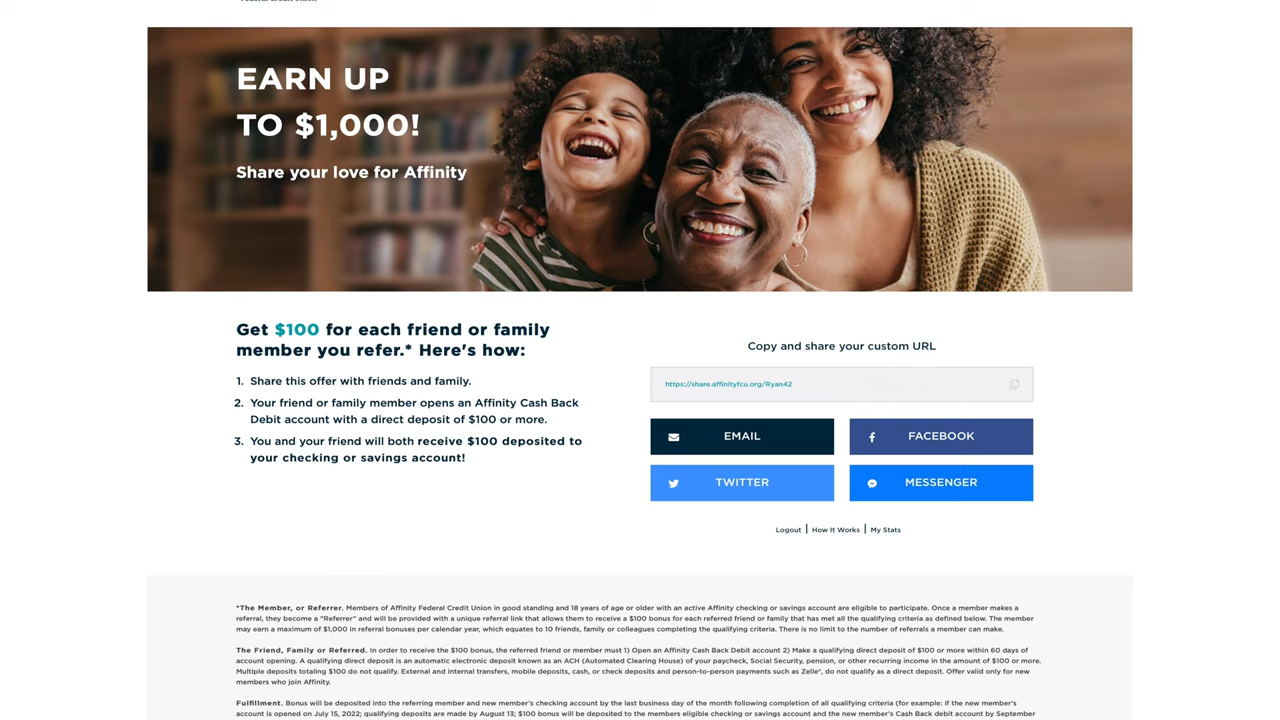 EARN UP
TO $1,000!
Share your love for Affinity
Get $100 for each friend or family
member you refer.* Here's how:
1. Share this offer with friends and family.
2. Your friend or family member opens an Affinity Cash Back
Debit account with a direct deposit of $100 or more.
3. You and your friend will both receive $100 deposited to
your checking or savings account!
Copy and share your custom URL
https://share.affinityfcu.org/Ryan42
EMAIL
FACEBOOK
TWITTER
MESSENGER
Logout | How It Works | My Stats
*The Member, or Referrer. Members of Affinity Federal Credit Union in good standing and 18 years of age or older with an active Affinity checking or savings account are eligible to participate. Once a member makes a
referral, they become a "Referrer" and will be provided with a unique referral link that allows them to receive a $100 bonus for each referred friend or family that has met all the qualifying criteria as defined below. The member
may earn a maximum of $1,000 in referral bonuses per calendar year, which equates to 10 friends, family or colleagues completing the qualifying criteria. There is no limit to the number of referrals a member can make.
The Friend, Family or Referred. In order to receive the $100 bonus, the referred friend or member must 1) Open an Affinity Cash Back Debit account 2) Make a qualifying direct deposit of $100 or more within 60 days of
account opening. A qualifying direct deposit is an automatic electronic deposit known as an ACH (Automated Clearing House) of your paycheck, Social Security, pension, or other recurring income in the amount of $100 or more.
Multiple deposits totaling $100 do not qualify. External and internal transfers, mobile deposits, cash, or check deposits and person-to-person payments such as Zelle®, do not qualify as a direct deposit. Offer valid only for new
members who join Affinity.
Fulfillment. Bonus will be deposited into the referring member and new member's checking account by the last business day of the month following completion of all qualifying criteria (for example: if the new member's
account is opened on July 15, 2022; qualifying deposits are made by August 13; $100 bonus will be deposited to the members eligible checking or savings account and the new member's Cash Back debit account by September